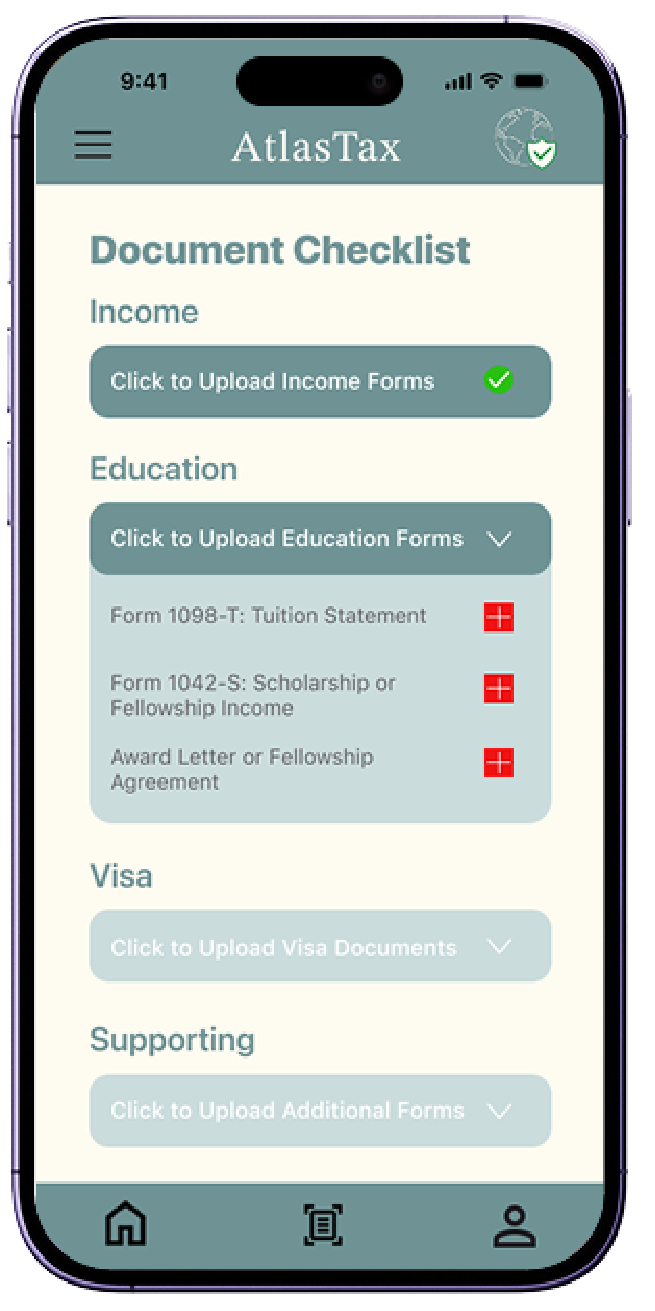 9:41
AtlasTax
Document Checklist
Income
Click to Upload Income Forms
Education
Click to Upload Education Forms
Form 1098-T: Tuition Statement
Form 1042-S: Scholarship or
Fellowship Income
Award Letter or Fellowship
Agreement
Visa
Click to Upload Visa Documents
Supporting
Click to Upload Additional Forms